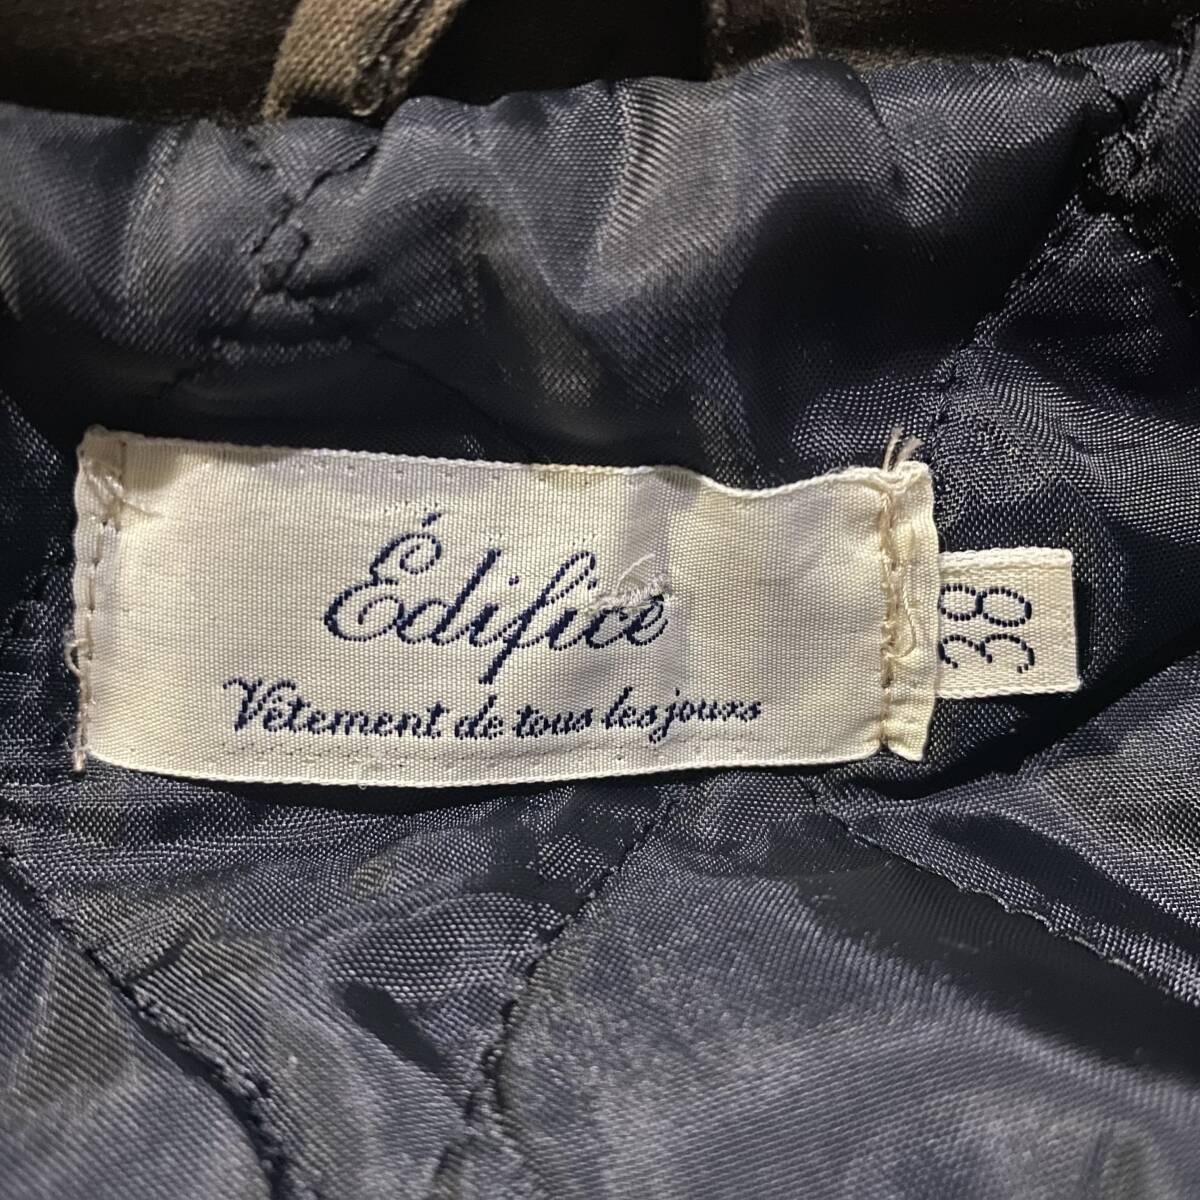 Édifice
Vêtement de tous les jours
38